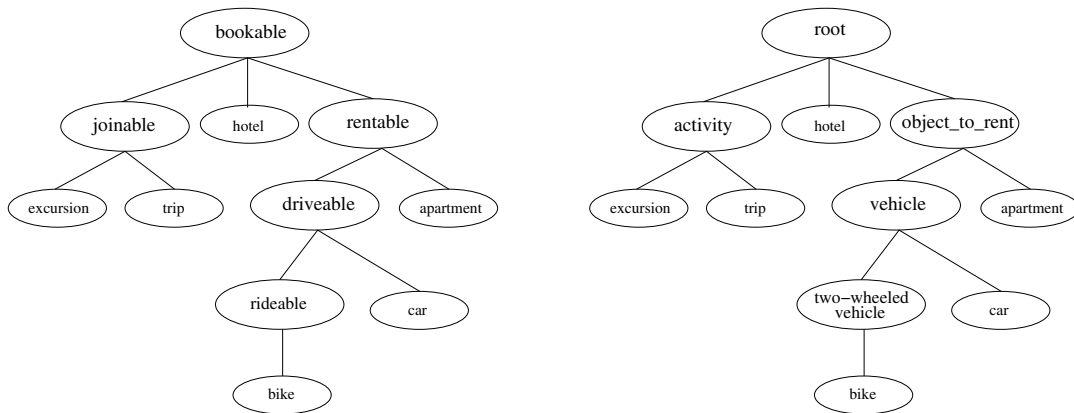 bookable
joinable
hotel
rentable
excursion
trip
driveable
apartment
rideable
car
bike
root
activity
hotel
object_to_rent
excursion
trip
vehicle
apartment
two−wheeled
vehicle
car
bike